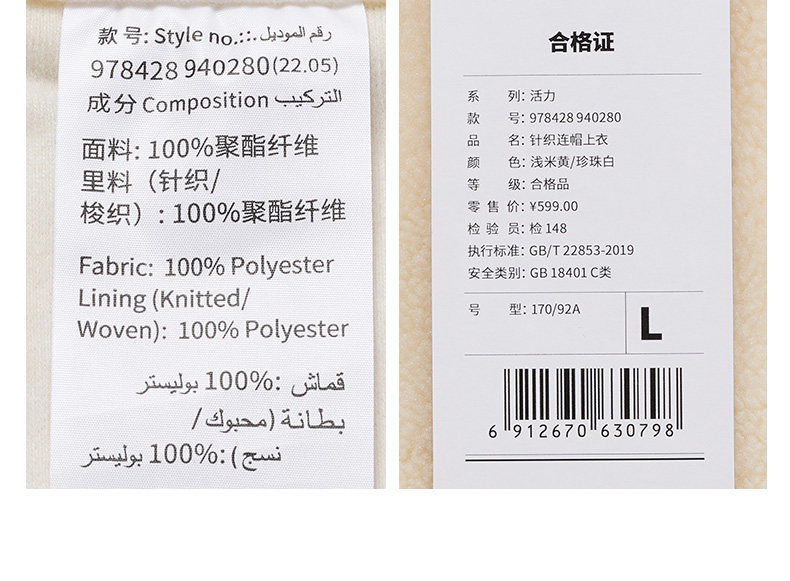 款号: Style no.:. رقم الموديل
978428 940280(22.05)
成分 Composition التركيب
面料: 100%聚酯纤维
里料（针织/
梭织）: 100%聚酯纤维
Fabric: 100% Polyester
Lining (Knitted/
Woven): 100% Polyester
قماش: 100% بوليستر
بطانة (محبوك/
نسج): 100% بوليستر
合格证
系列: 活力
款号: 978428 940280
品名: 针织连帽上衣
颜色: 浅米黄/珍珠白
等级: 合格品
零售价: ¥599.00
检验员: 检 148
执行标准: GB/T 22853-2019
安全类别: GB 18401 C类
号型: 170/92A
L
6 912670 630798